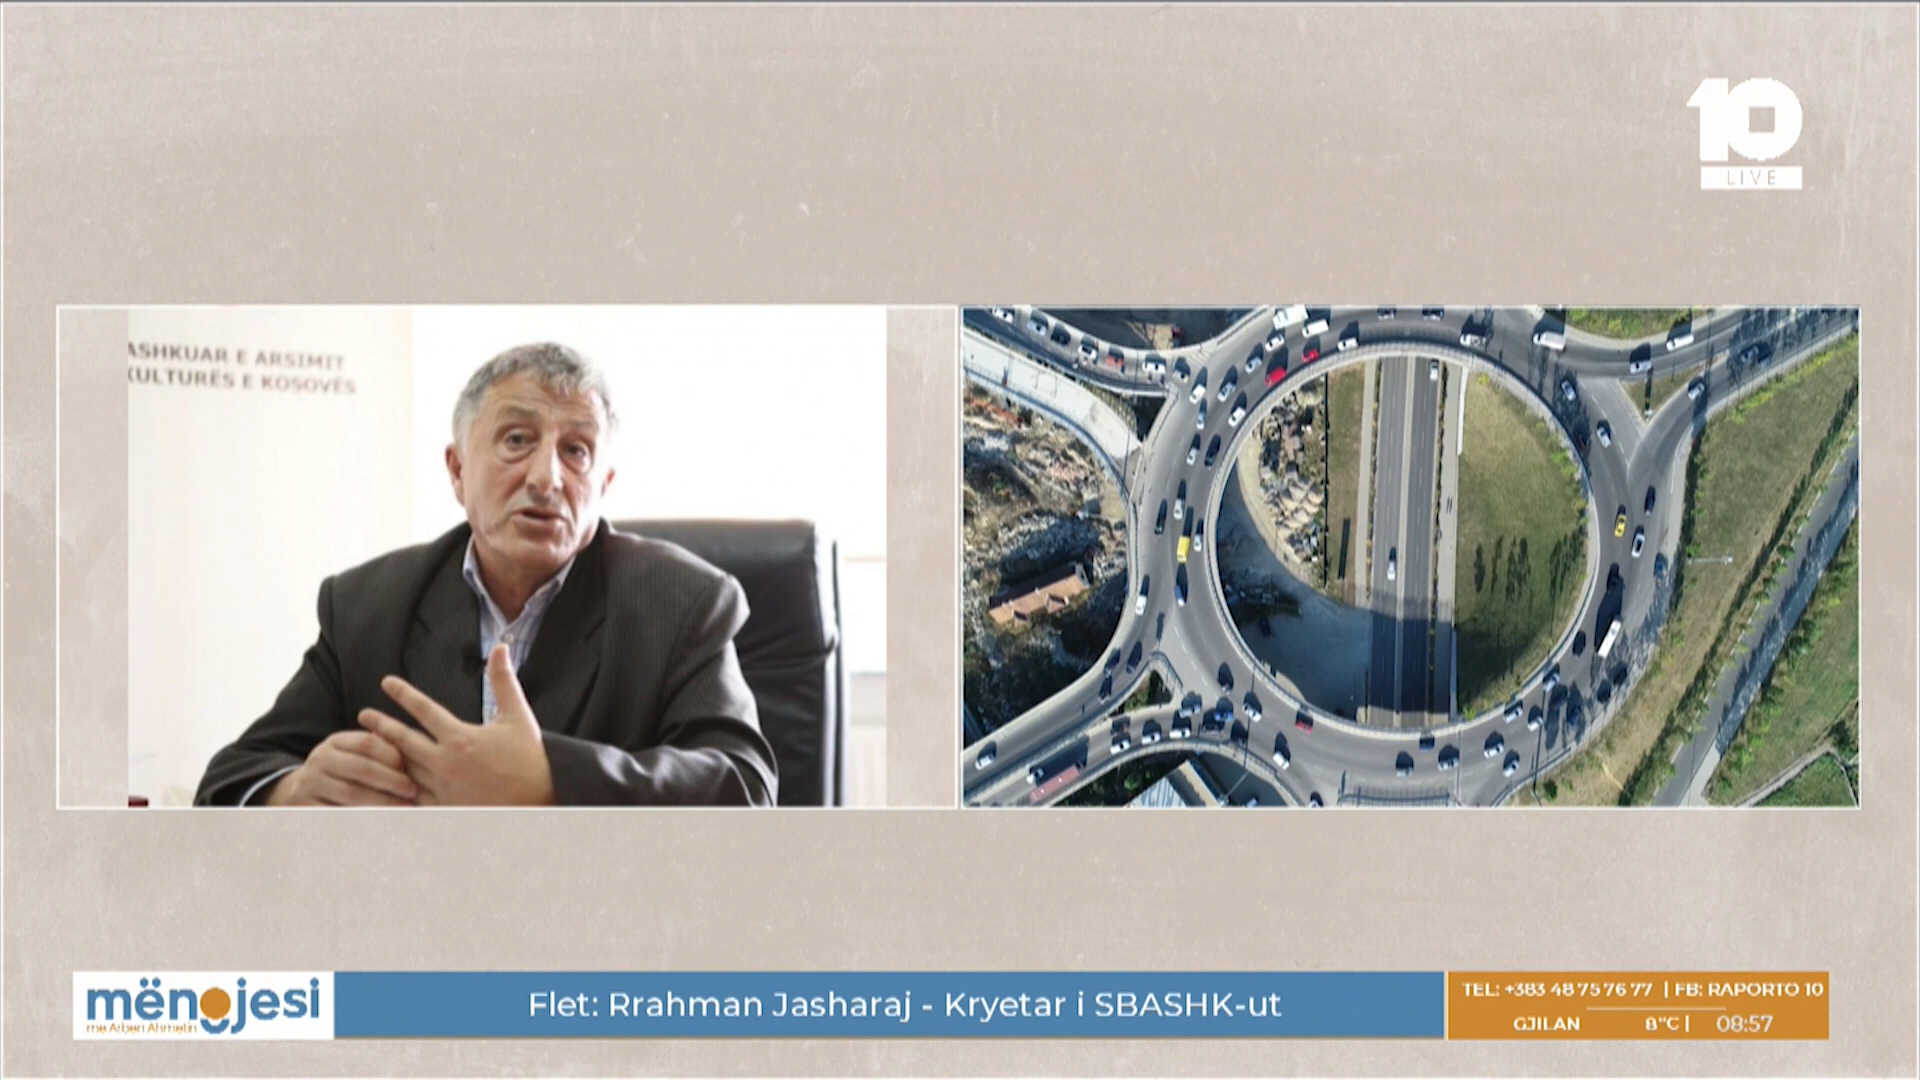 10
LIVE
ASHKUAR E ARSIMIT
KULTURËS E KOSOVËS
mëngjesi
me Arben Ahmetin
Flet: Rrahman Jasharaj - Kryetar i SBASHK-ut
TEL: +383 48 75 76 77 | FB: RAPORTO 10
GJILAN 8°C | 08:57